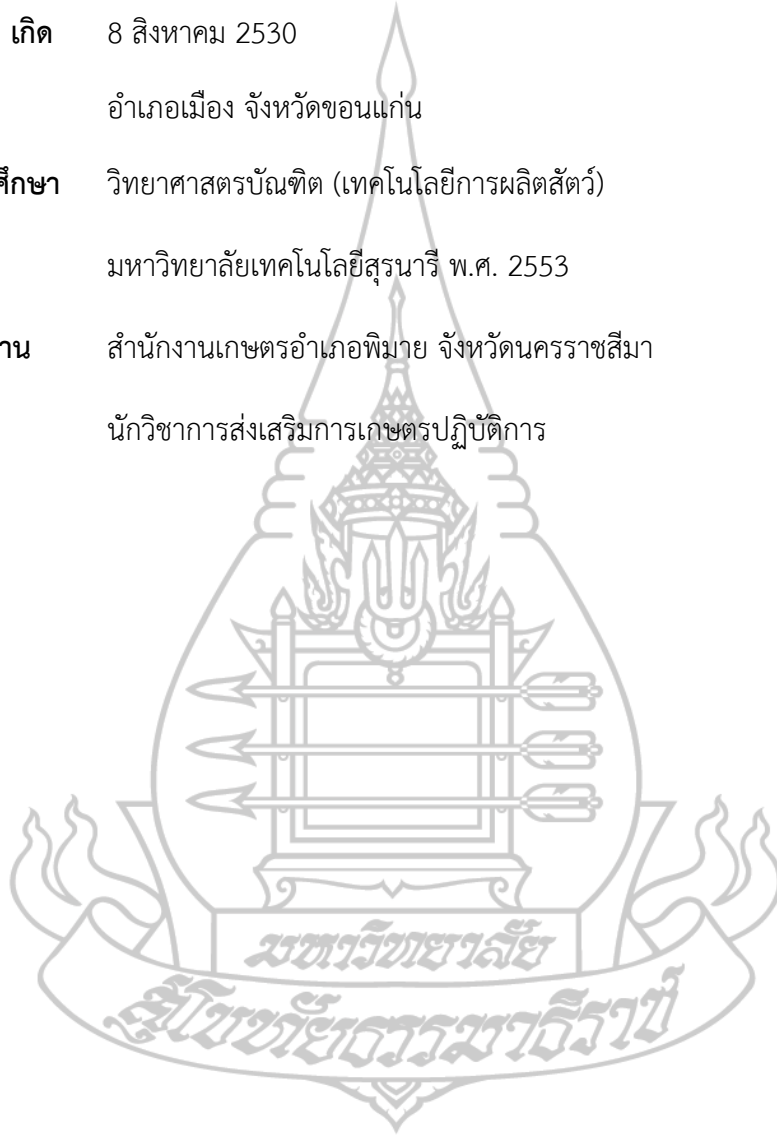 เกิด 8 สิงหาคม 2530
อำเภอเมือง จังหวัดขอนแก่น
ศึกษา วิทยาศาสตรบัณฑิต (เทคโนโลยีการผลิตสัตว์)
มหาวิทยาลัยเทคโนโลยีสุรนารี พ.ศ. 2553
าน สำนักงานเกษตรอำเภอพิมาย จังหวัดนครราชสีมา
นักวิชาการส่งเสริมการเกษตรปฏิบัติการ
มหาวิทยาลัย
สุโขทัยธรรมาธิราช